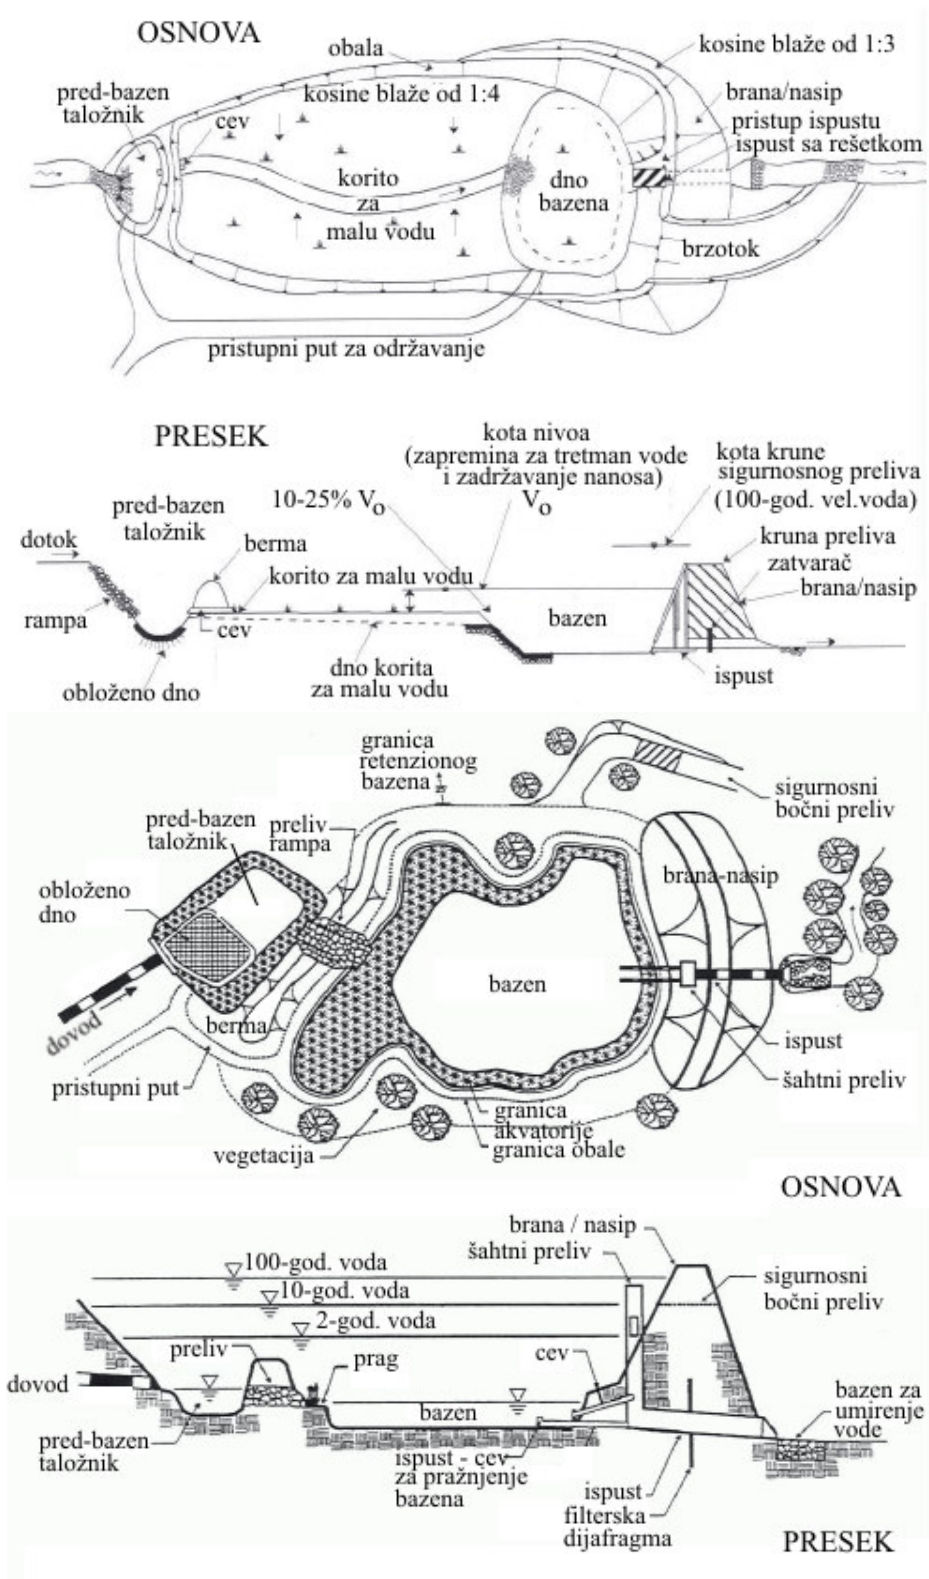 OSNOVA
obala
kosine blaže od 1:3
pred-bazen
taložnik
kosine blaže od 1:4
brana/nasip
cev
pristup ispustu
ispust sa rešetkom
korito
za
malu vodu
dno
bazena
brzotok
pristupni put za održavanje
PRESEK
kota nivoa
(zapremina za tretman vode
i zadržavanje nanosa)
Vo
kota krune
sigurnosnog preliva
(100-god. vel.voda)
10-25% Vo
pred-bazen
taložnik
dotok
berma
kruna preliva
zatvarač
brana/nasip
korito za malu vodu
rampa
cev
bazen
dno korita
za malu vodu
ispust
obloženo dno
granica
retenzionog
bazena
sigurnosni
bočni preliv
pred-bazen
taložnik
preliv
rampa
obloženo
dno
brana-nasip
bazen
dovod
berma
ispust
pristupni put
šahtni preliv
granica
akvatorije
granica obale
vegetacija
OSNOVA
brana / nasip
šahtni preliv
100-god. voda
sigurnosni
bočni preliv
10-god. voda
2-god. voda
preliv
prag
cev
dovod
bazen
bazen za
umirenje
vode
pred-bazen
taložnik
ispust - cev
za pražnjenje
bazena
ispust
filterska
dijafragma
PRESEK